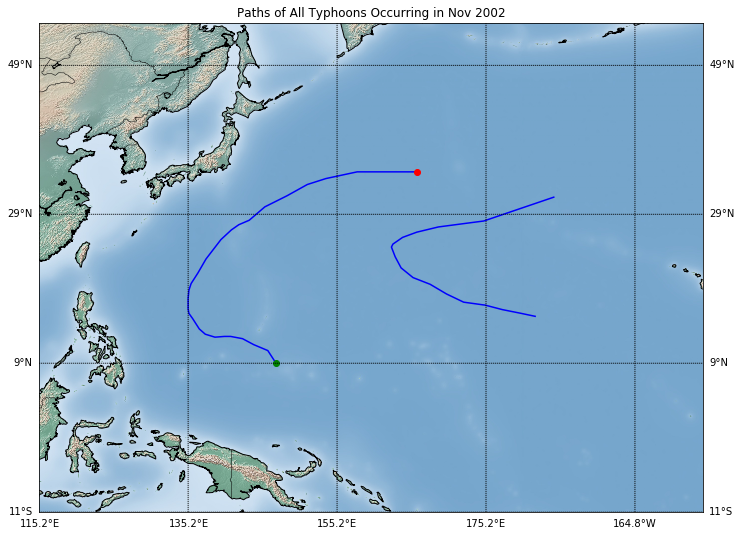 Paths of All Typhoons Occurring in Nov 2002
49°N 49°N
29°N 29°N
9°N 9°N
11°S 11°S
115.2°E 135.2°E 155.2°E 175.2°E 164.8°W